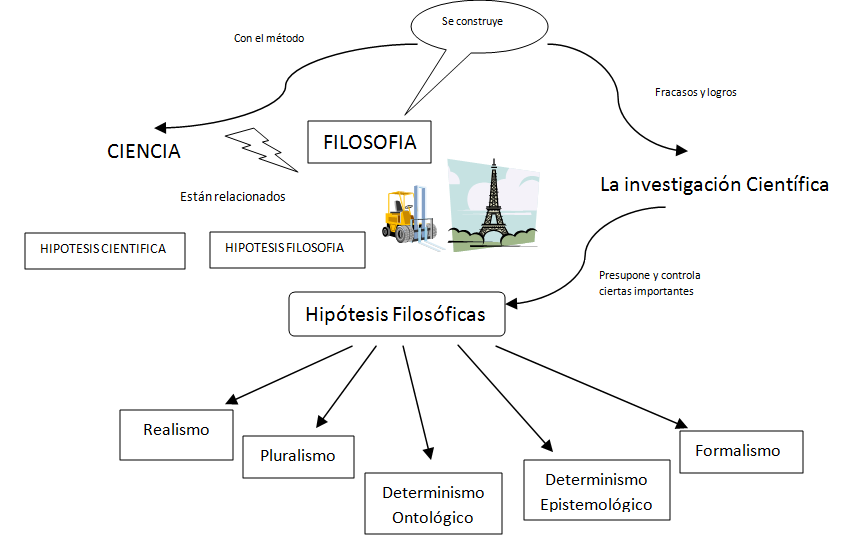 Se construye
Con el método
Fracasos y logros
CIENCIA
FILOSOFIA
La investigación Científica
Están relacionados
HIPOTESIS CIENTIFICA
HIPOTESIS FILOSOFIA
Presupone y controla
ciertas importantes
Hipótesis Filosóficas
Realismo
Pluralismo
Determinismo
Ontológico
Determinismo
Epistemológico
Formalismo